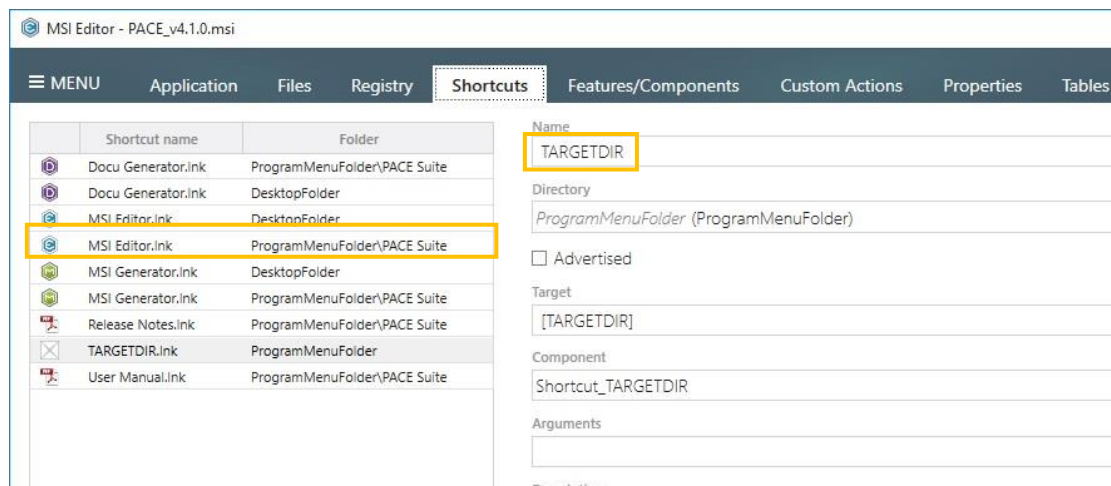 MSI Editor - PACE_v4.1.0.msi
MENU Application Files Registry Shortcuts Features/Components Custom Actions Properties Tables
Shortcut name Folder
Docu Generator.lnk ProgramMenuFolder\PACE Suite
Docu Generator.lnk DesktopFolder
MSI Editor.lnk DesktopFolder
MSI Editor.lnk ProgramMenuFolder\PACE Suite
MSI Generator.lnk DesktopFolder
MSI Generator.lnk ProgramMenuFolder\PACE Suite
Release Notes.lnk ProgramMenuFolder\PACE Suite
TARGETDIR.lnk ProgramMenuFolder
User Manual.lnk ProgramMenuFolder\PACE Suite
Name
TARGETDIR
Directory
ProgramMenuFolder (ProgramMenuFolder)
Advertised
Target
[TARGETDIR]
Component
Shortcut_TARGETDIR
Arguments